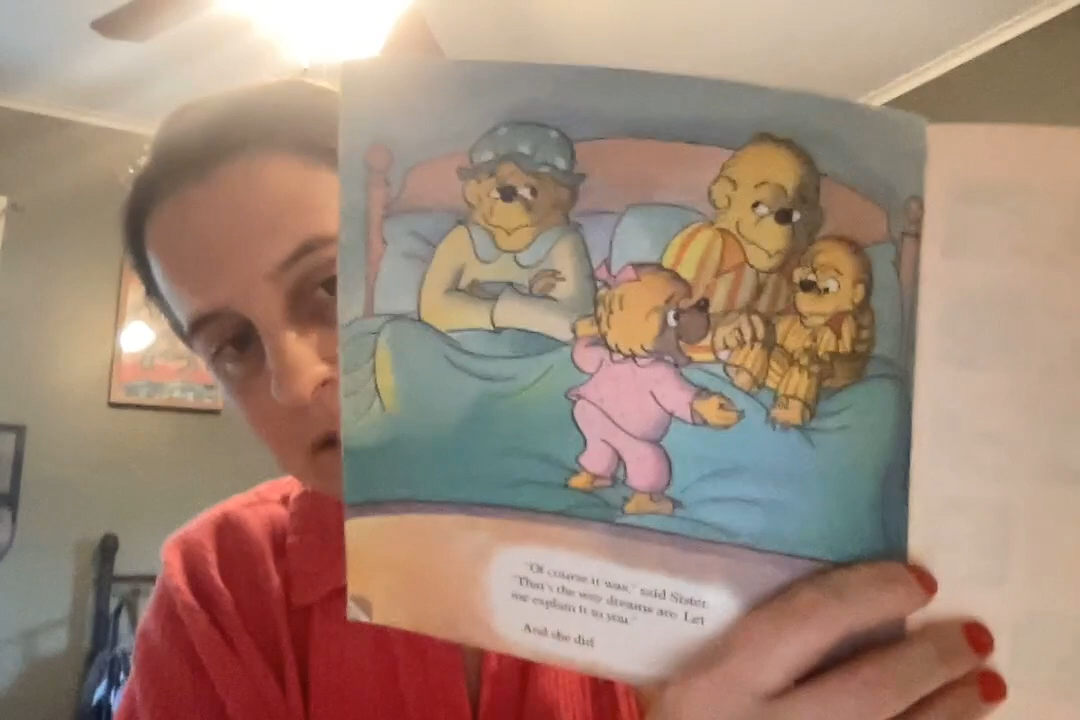 "Of course it was," said Sister.
"That's the way dreams are. Let
me explain it to you."
And she did